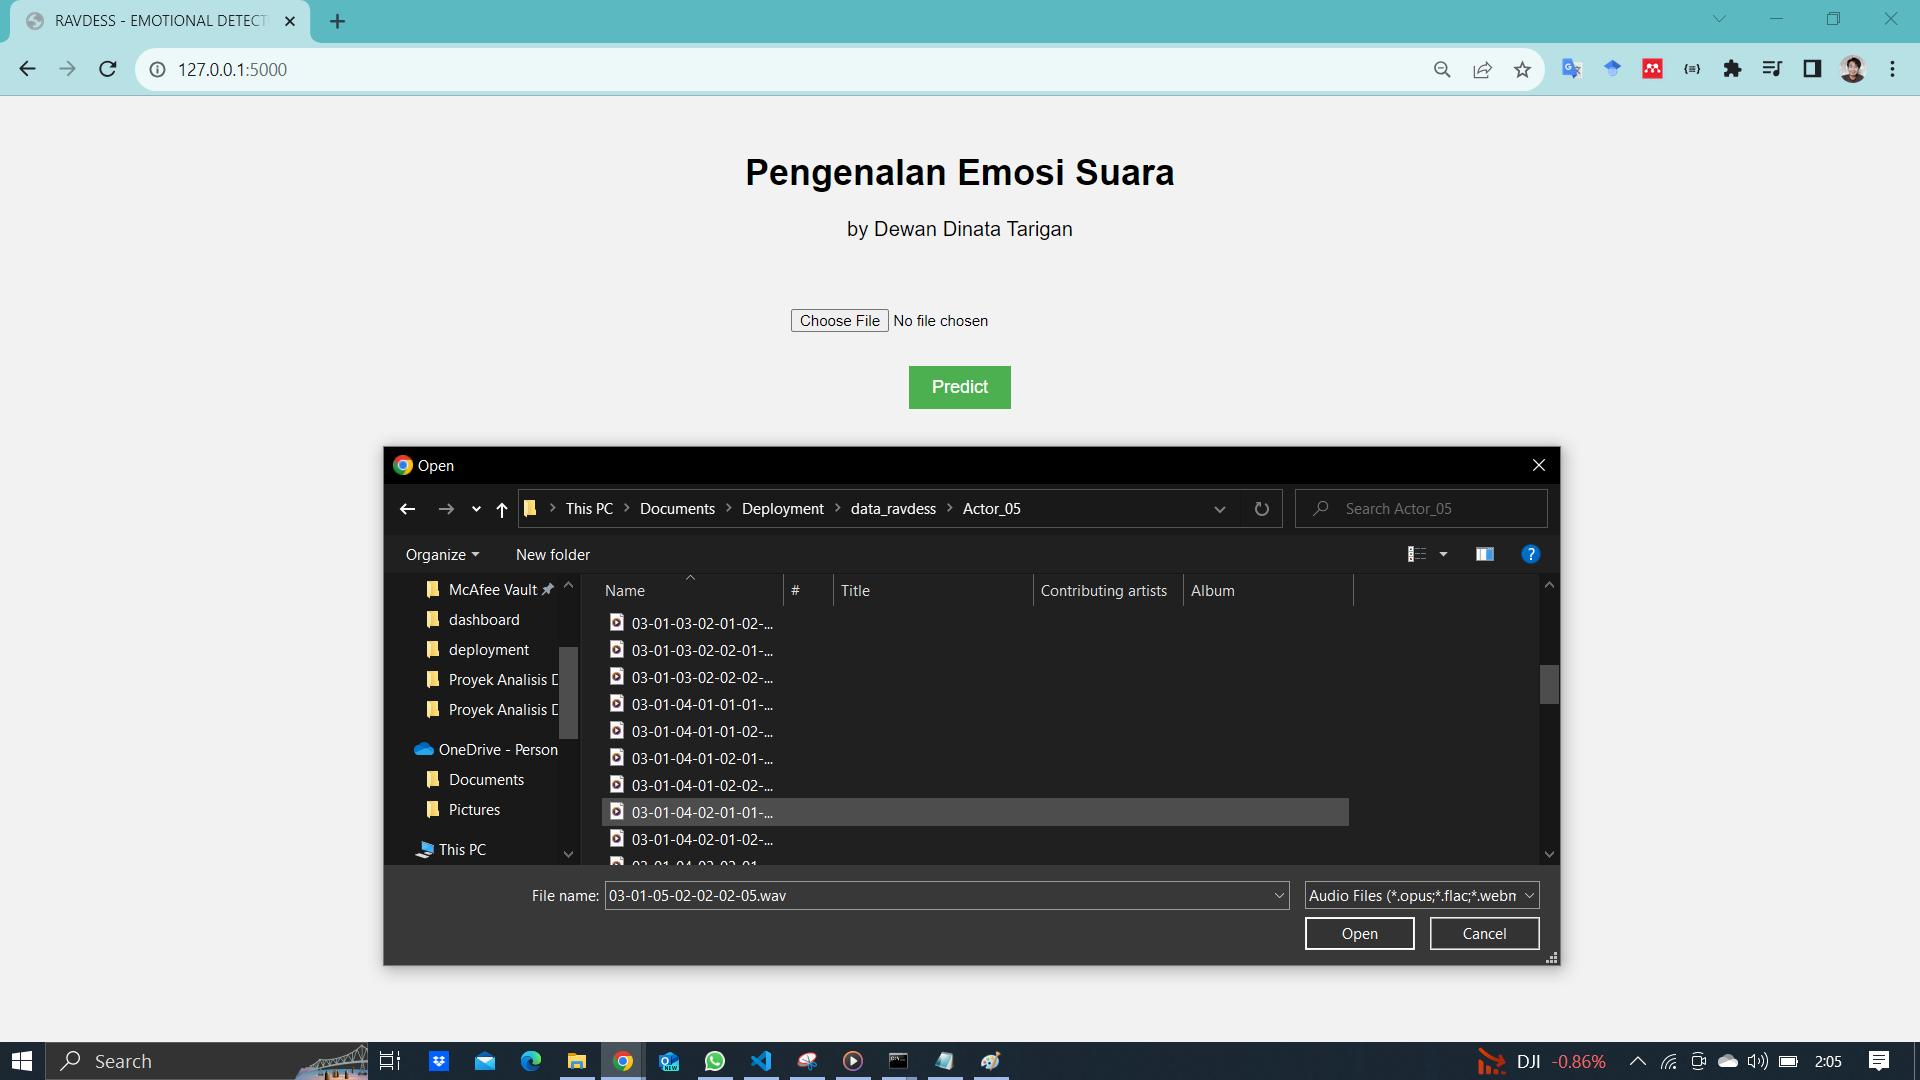 RAVDESS - EMOTIONAL DETECT
127.0.0.1:5000
Pengenalan Emosi Suara
by Dewan Dinata Tarigan
Choose File No file chosen
Predict
Open
This PC Documents Deployment data_ravdess Actor_05
Search Actor_05
Organize New folder
McAfee Vault
dashboard
deployment
Proyek Analisis D
Proyek Analisis D
OneDrive - Person
Documents
Pictures
This PC
Name # Title Contributing artists Album
03-01-03-02-01-02-...
03-01-03-02-02-01-...
03-01-03-02-02-02-...
03-01-04-01-01-01-...
03-01-04-01-01-02-...
03-01-04-01-02-01-...
03-01-04-01-02-02-...
03-01-04-02-01-01-...
03-01-04-02-01-02-...
File name: 03-01-05-02-02-02-05.wav
Audio Files (*.opus;*.flac;*.webm
Open Cancel
Search
DJI -0.86%
2:05